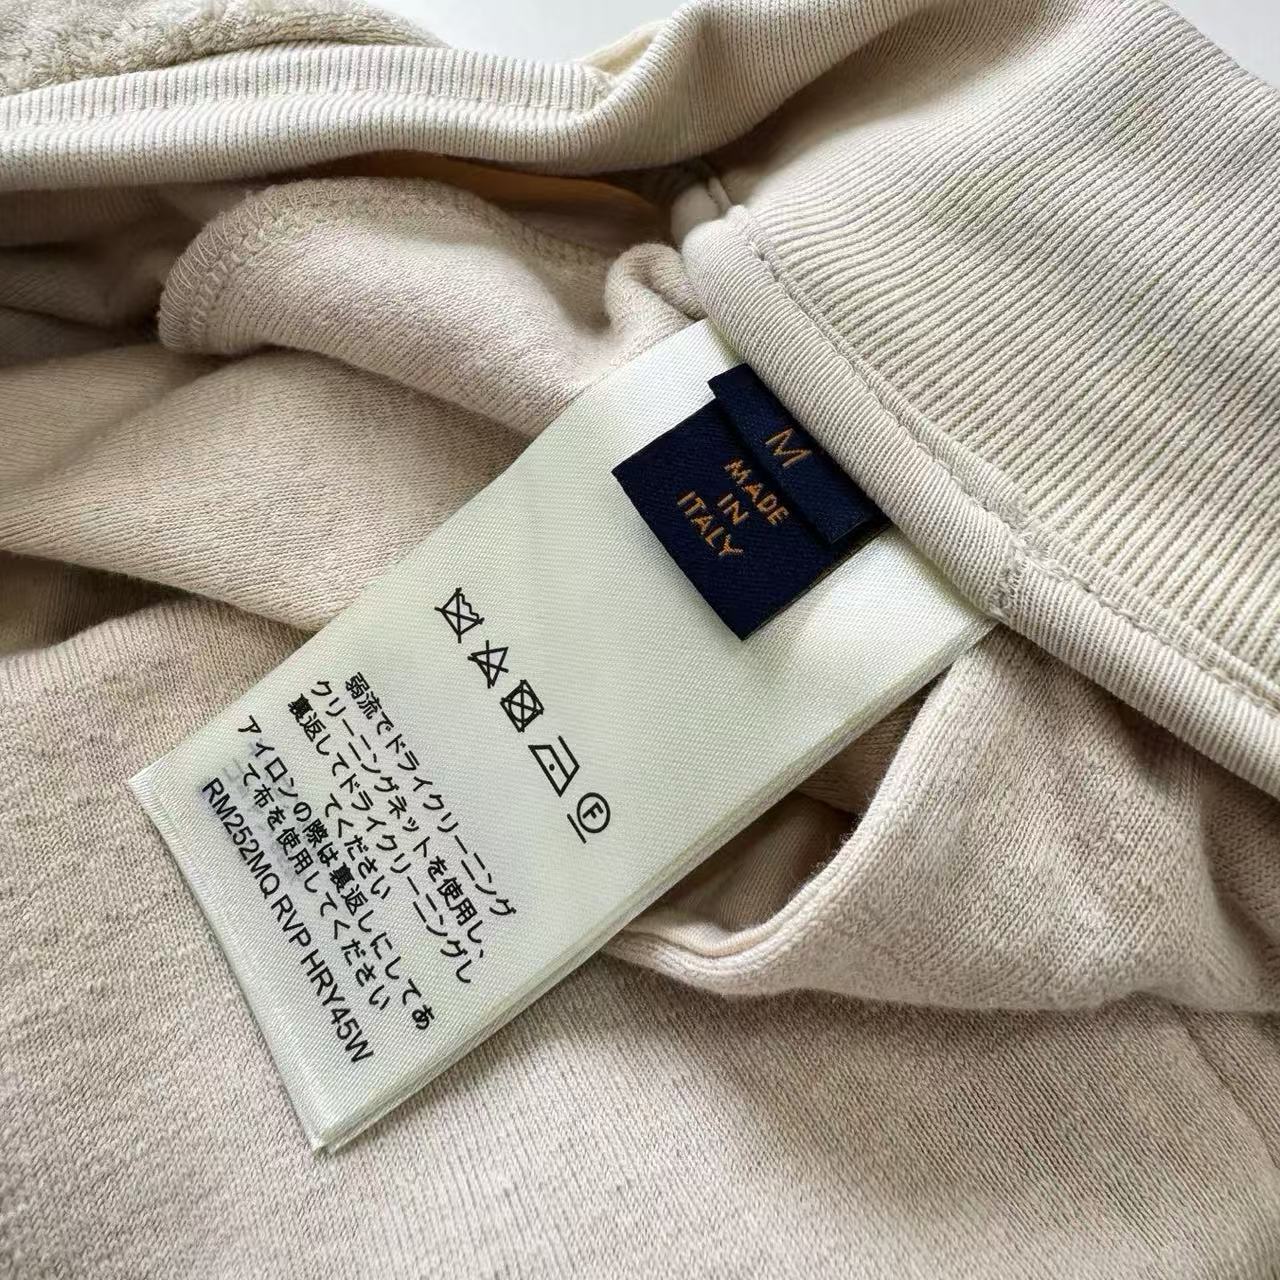 M
MADE
IN
ITALY
F
弱流でドライクリーニング
クリーニングネットを使用し、
裏返してドライクリーニングし
てください
アイロンの際は裏返しにしてあ
て布を使用してください
RM252MQ RVP HRY45W